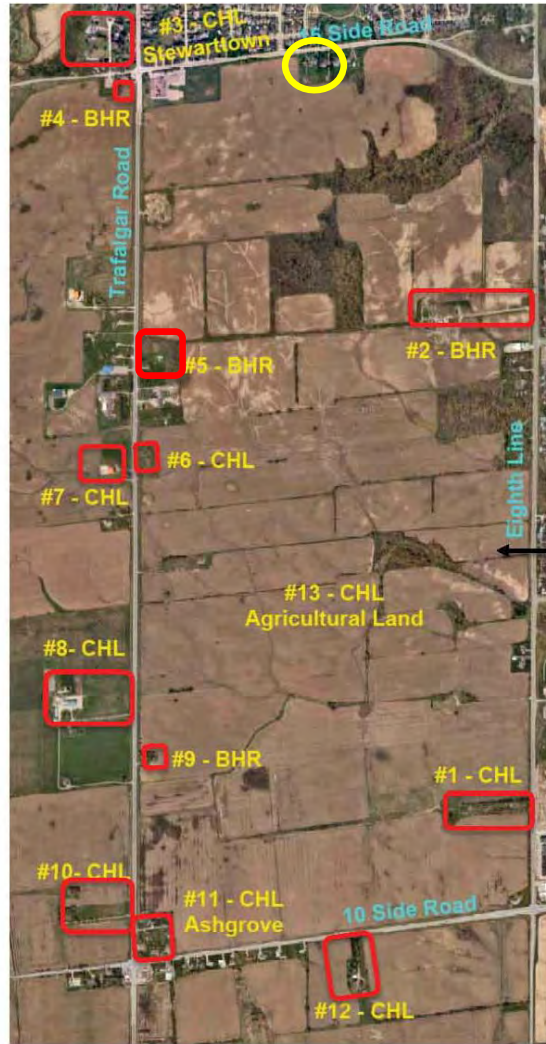 #3 - CHL
Stewarttown
15 Side Road
#4 - BHR
Trafalgar Road
#2 - BHR
#5 - BHR
#6 - CHL
#7 - CHL
Eighth Line
#13 - CHL
Agricultural Land
#8- CHL
#9 - BHR
#1 - CHL
#10- CHL
#11 - CHL
Ashgrove
10 Side Road
#12 - CHL